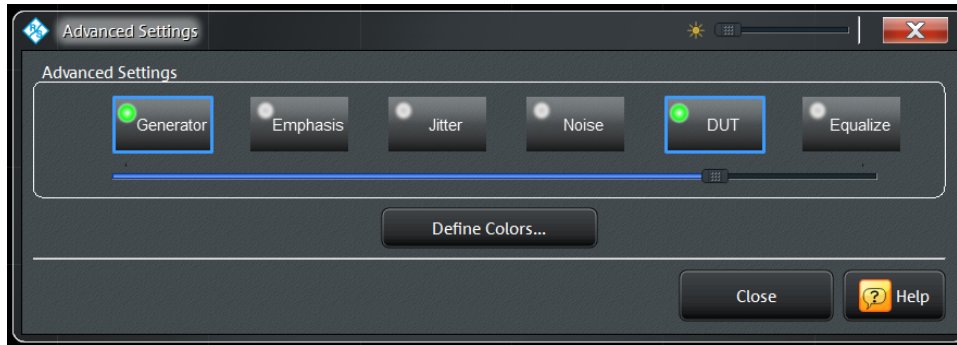 Advanced Settings
X
Advanced Settings
Generator
Emphasis
Jitter
Noise
DUT
Equalize
Define Colors...
Close
Help